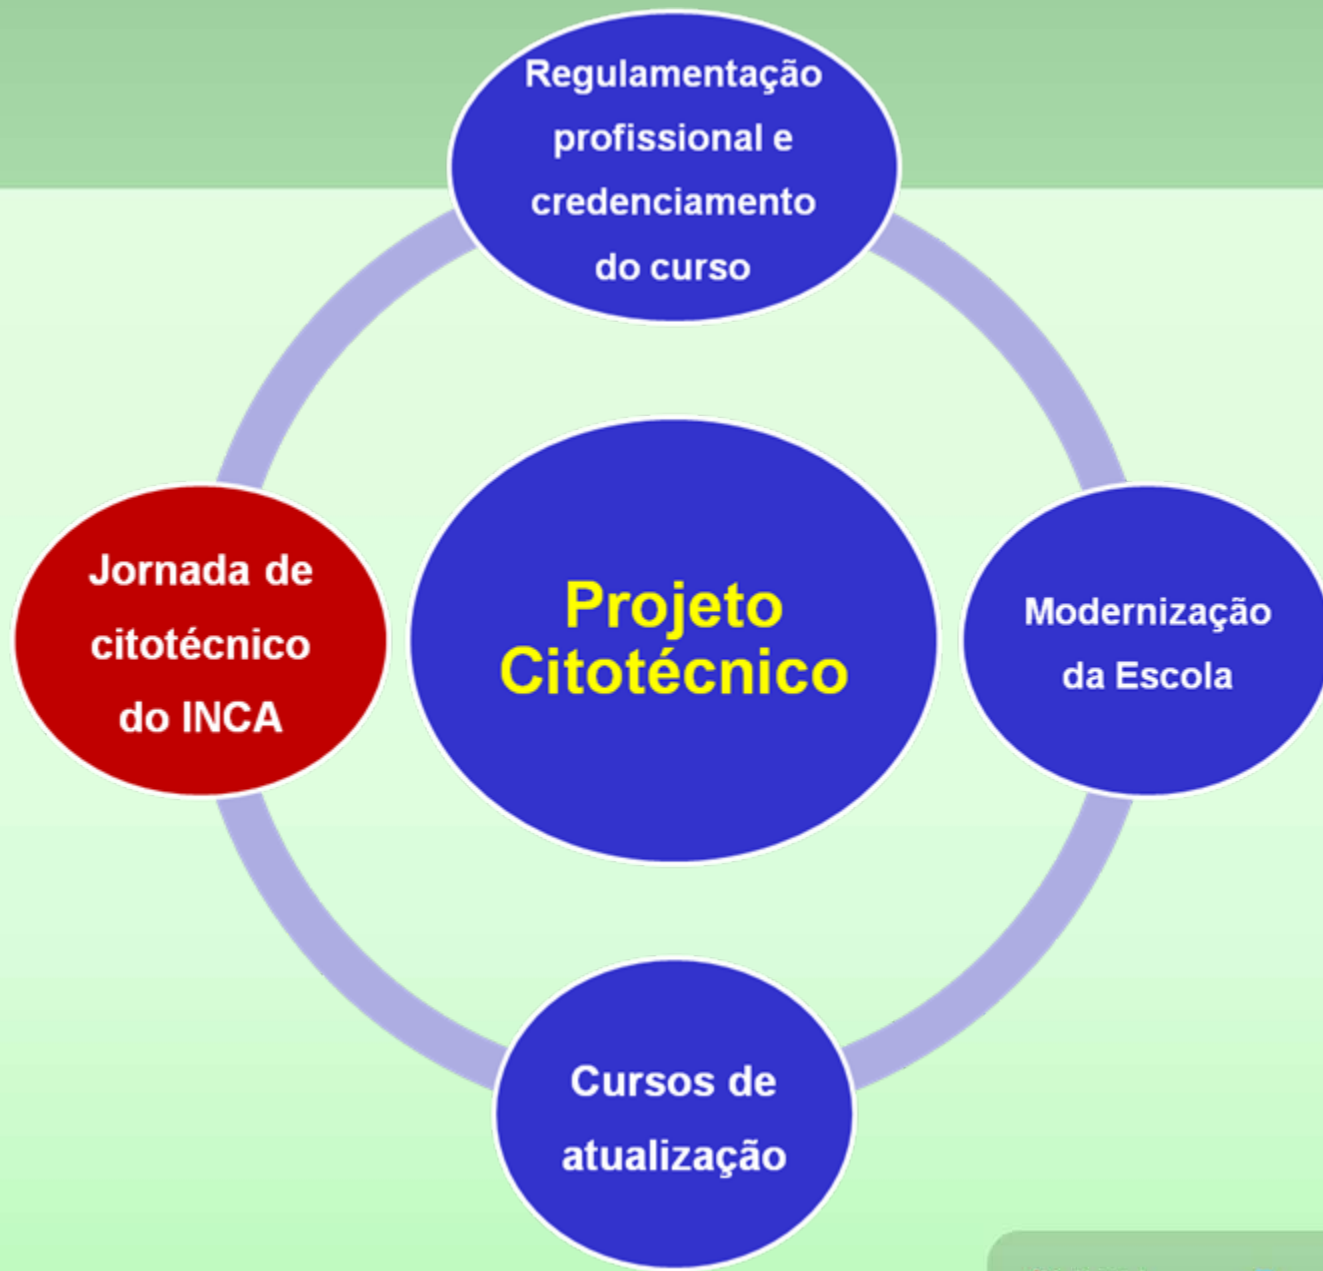 Regulamentação
profissional e
credenciamento
do curso
Jornada de
citotécnico
do INCA
Projeto
Citotécnico
Modernização
da Escola
Cursos de
atualização